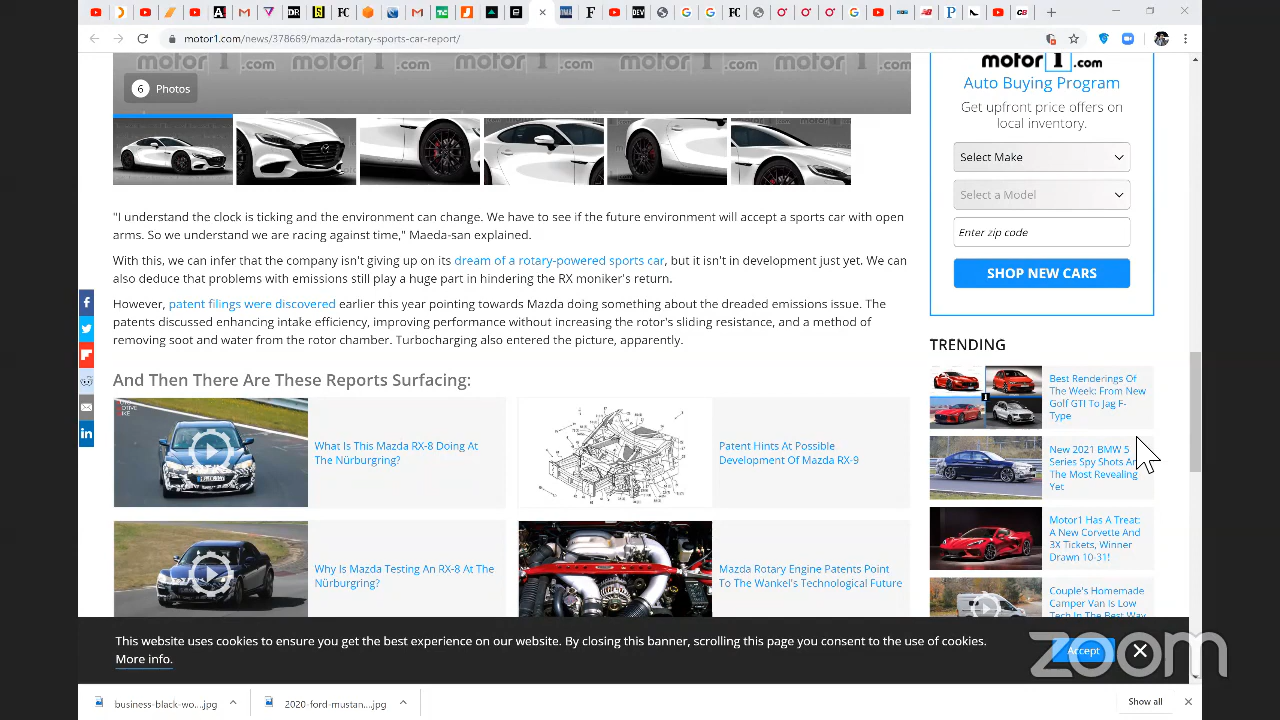 motor1.com/news/378669/mazda-rotary-sports-car-report/
motor1.com
6 Photos
"I understand the clock is ticking and the environment can change. We have to see if the future environment will accept a sports car with open
arms. So we understand we are racing against time," Maeda-san explained.
With this, we can infer that the company isn't giving up on its dream of a rotary-powered sports car, but it isn't in development just yet. We can
also deduce that problems with emissions still play a huge part in hindering the RX moniker's return.
However, patent filings were discovered earlier this year pointing towards Mazda doing something about the dreaded emissions issue. The
patents discussed enhancing intake efficiency, improving performance without increasing the rotor's sliding resistance, and a method of
removing soot and water from the rotor chamber. Turbocharging also entered the picture, apparently.
And Then There Are These Reports Surfacing:
What Is This Mazda RX-8 Doing At
The Nürburgring?
Patent Hints At Possible
Development Of Mazda RX-9
Why Is Mazda Testing An RX-8 At The
Nürburgring?
Mazda Rotary Engine Patents Point
To The Wankel's Technological Future
motor1.com
Auto Buying Program
Get upfront price offers on
local inventory.
Select Make
Select a Model
Enter zip code
SHOP NEW CARS
TRENDING
Best Renderings Of
The Week: From New
Golf GTI To Jag F-
Type
New 2021 BMW 5
Series Spy Shots
The Most Revealing
Yet
Motor1 Has A Treat:
A New Corvette And
3X Tickets, Winner
Drawn 10-31!
Couple's Homemade
Camper Van Is Low
Tech In The Best Way
This website uses cookies to ensure you get the best experience on our website. By closing this banner, scrolling this page you consent to the use of cookies.
More info.
Accept
zoom
business-black-wo....jpg
2020-ford-mustan....jpg
Show all